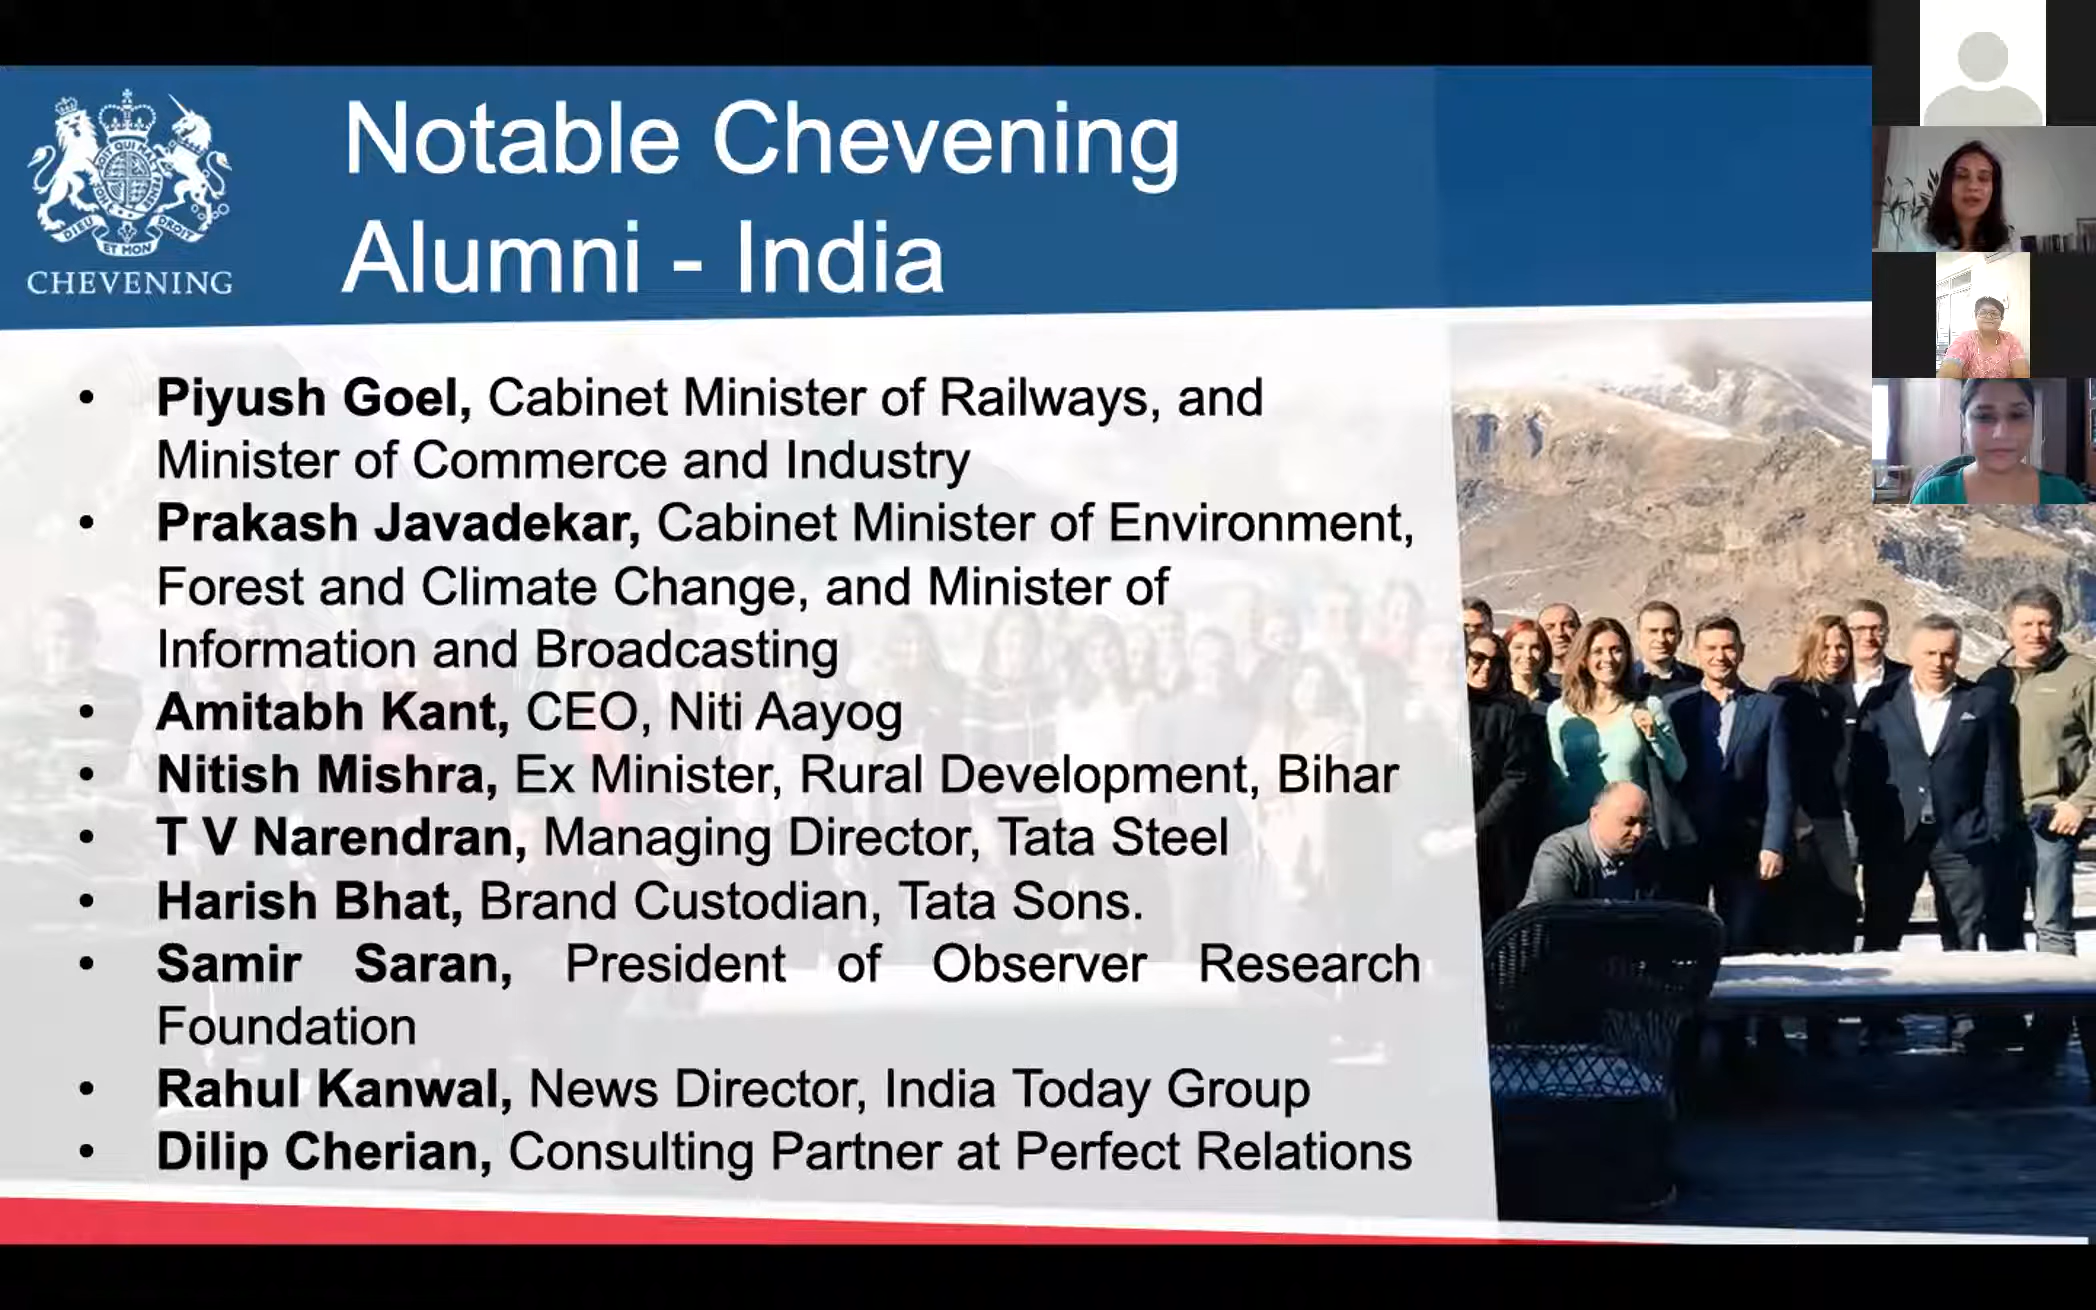 Notable Chevening
Alumni - India
DIEU
ET MON
DROIT
CHEVENING
• Piyush Goel, Cabinet Minister of Railways, and
Minister of Commerce and Industry
• Prakash Javadekar, Cabinet Minister of Environment,
Forest and Climate Change, and Minister of
Information and Broadcasting
• Amitabh Kant, CEO, Niti Aayog
• Nitish Mishra, Ex Minister, Rural Development, Bihar
• T V Narendran, Managing Director, Tata Steel
• Harish Bhat, Brand Custodian, Tata Sons.
• Samir Saran, President of Observer Research
Foundation
• Rahul Kanwal, News Director, India Today Group
• Dilip Cherian, Consulting Partner at Perfect Relations